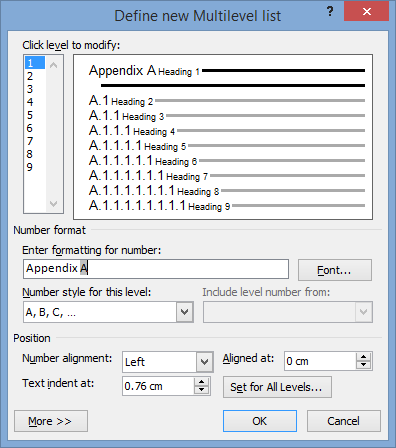 Define new Multilevel list ? X
Click level to modify:
1
2
3
4
5
6
7
8
9
Appendix A Heading 1
A.1 Heading 2
A.1.1 Heading 3
A.1.1.1 Heading 4
A.1.1.1.1 Heading 5
A.1.1.1.1.1 Heading 6
A.1.1.1.1.1.1 Heading 7
A.1.1.1.1.1.1.1 Heading 8
A.1.1.1.1.1.1.1.1 Heading 9
Number format
Enter formatting for number:
Appendix A Font...
Number style for this level: Include level number from:
A, B, C, ...
Position
Number alignment: Left Aligned at: 0 cm
Text indent at: 0.76 cm Set for All Levels...
More >> OK Cancel